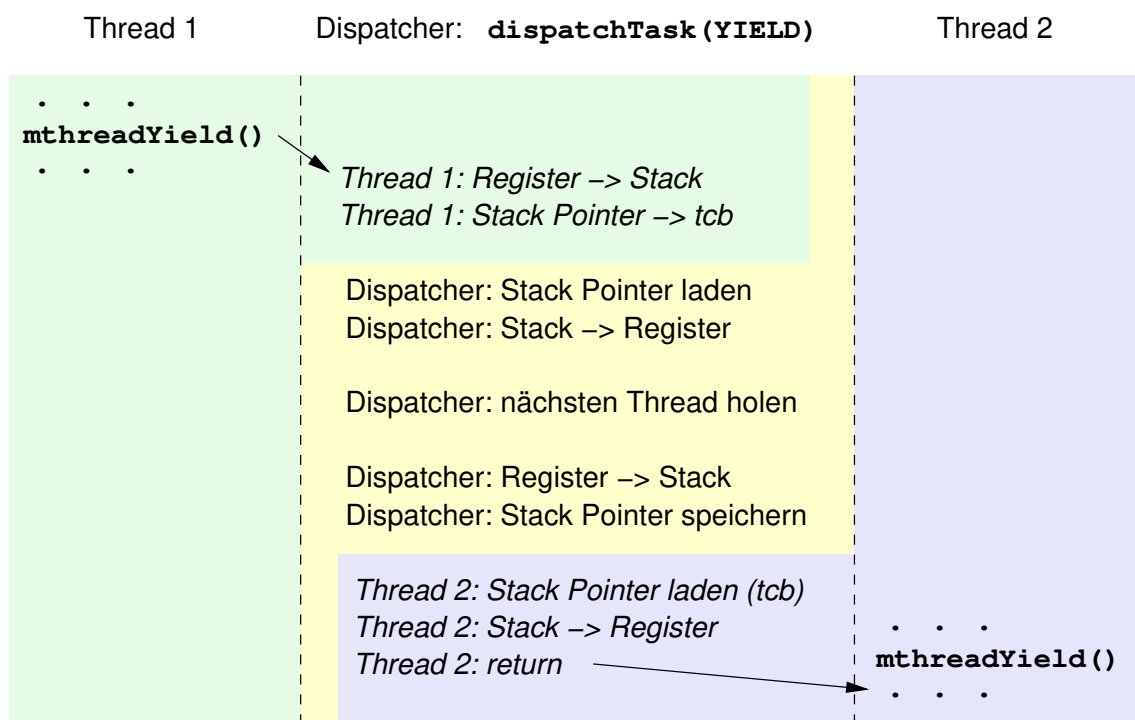 Thread 1 Dispatcher: dispatchTask(YIELD) Thread 2
. . .
mthreadYield()
. . .
Thread 1: Register −> Stack
Thread 1: Stack Pointer −> tcb
Dispatcher: Stack Pointer laden
Dispatcher: Stack −> Register
Dispatcher: nächsten Thread holen
Dispatcher: Register −> Stack
Dispatcher: Stack Pointer speichern
Thread 2: Stack Pointer laden (tcb)
Thread 2: Stack −> Register
Thread 2: return
. . .
mthreadYield()
. . .